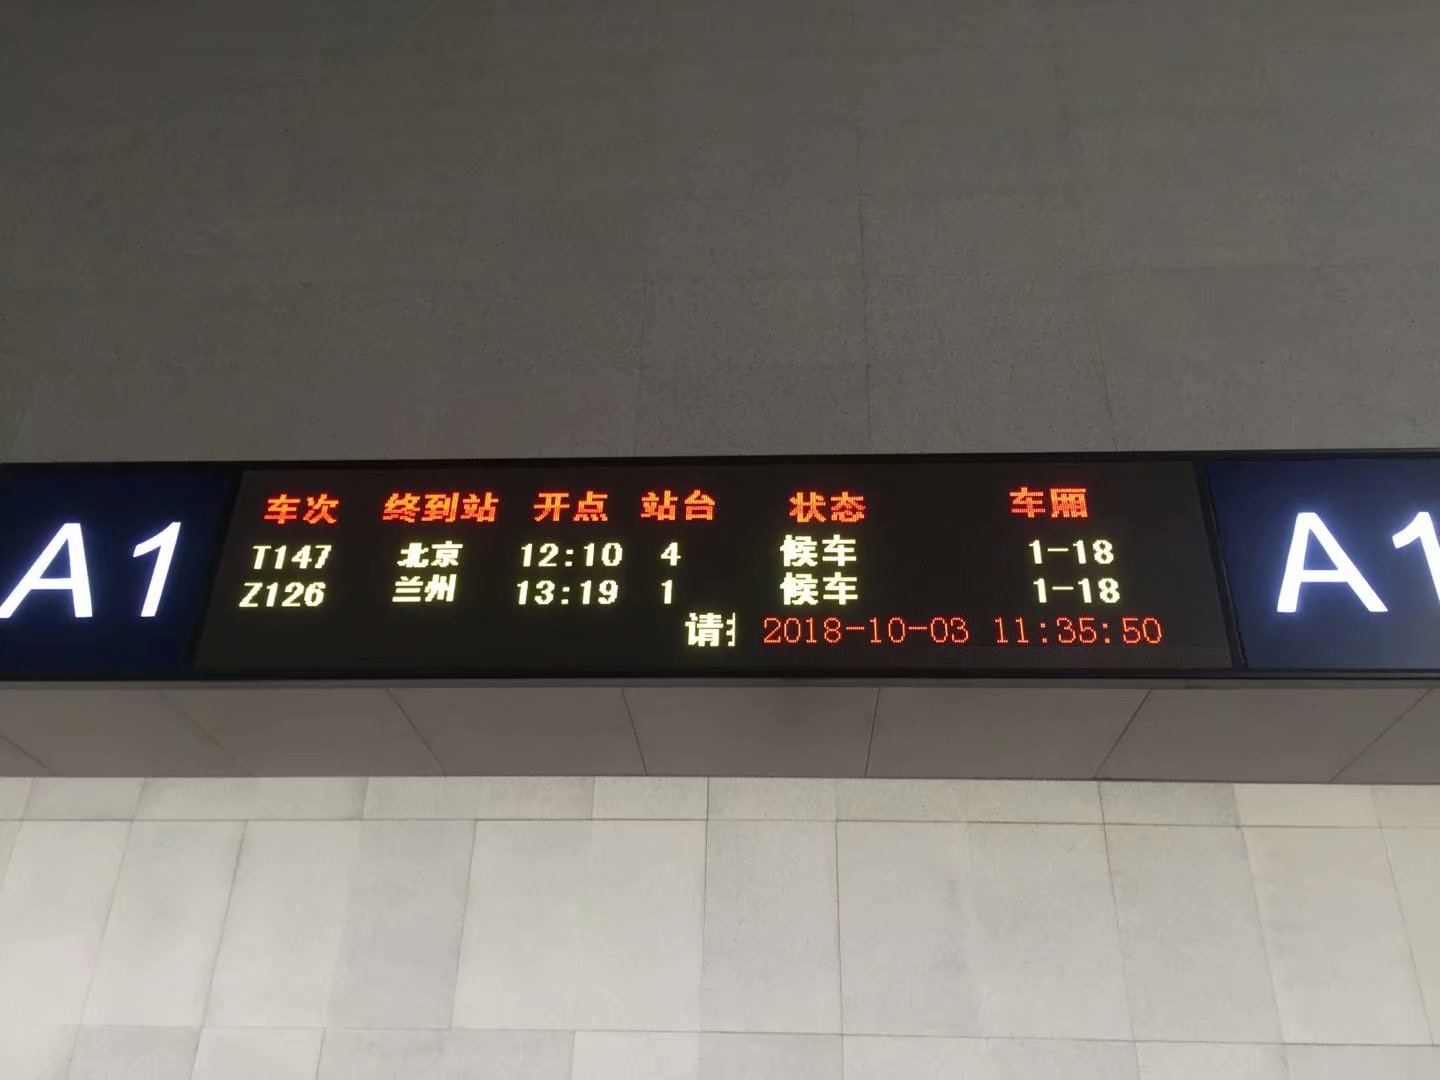 车次 终到站 开点 站台 状态 车厢
A1 T147 北京 12:10 4 候车 1-18 A1
Z126 兰州 13:19 1 候车 1-18
请 2018-10-03 11:35:50